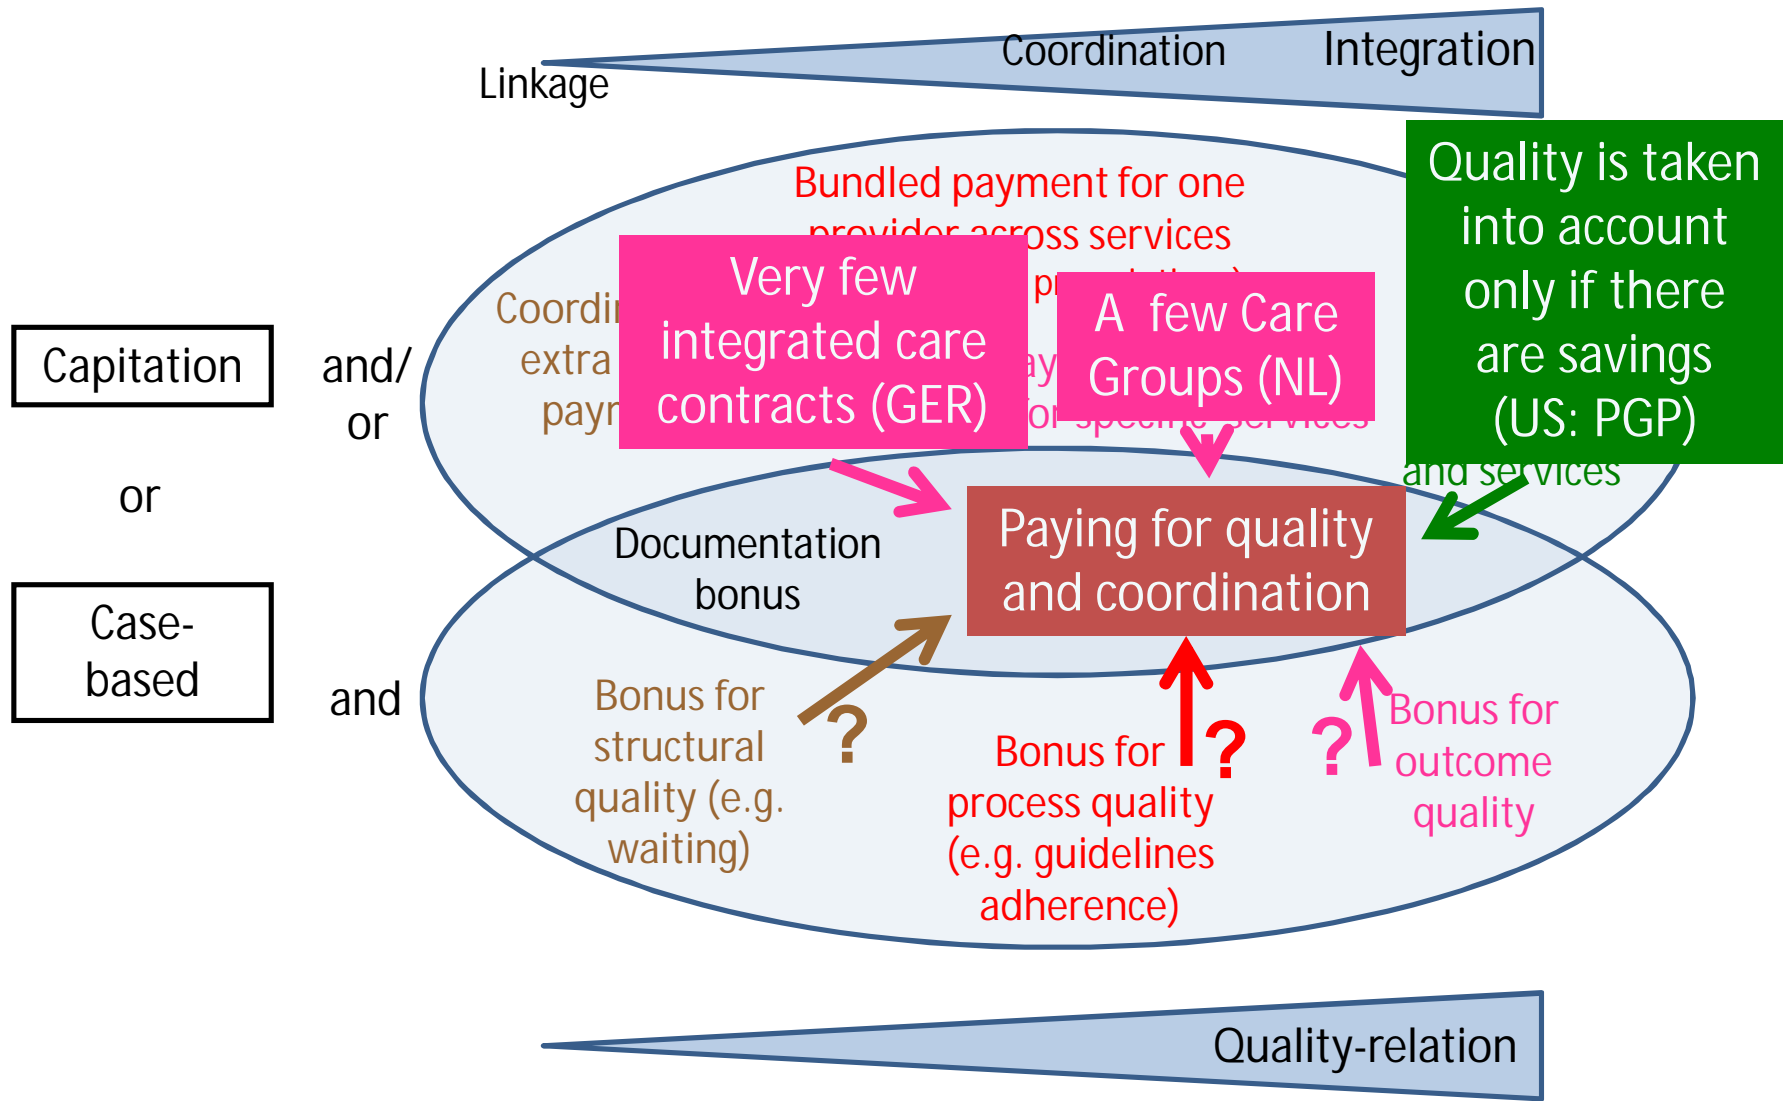 Linkage
Coordination
Integration
Bundled payment for one
provider across services
Quality is taken
into account
only if there
are savings
(US: PGP)
and services
Very few
integrated care
contracts (GER)
A few Care
Groups (NL)
extra
for specific services
Capitation
and/
or
or
Case-
based
and
Documentation
bonus
Paying for quality
and coordination
Bonus for
structural
quality (e.g.
waiting)
?
Bonus for
process quality
(e.g. guidelines
adherence)
?
?
Bonus for
outcome
quality
Quality-relation